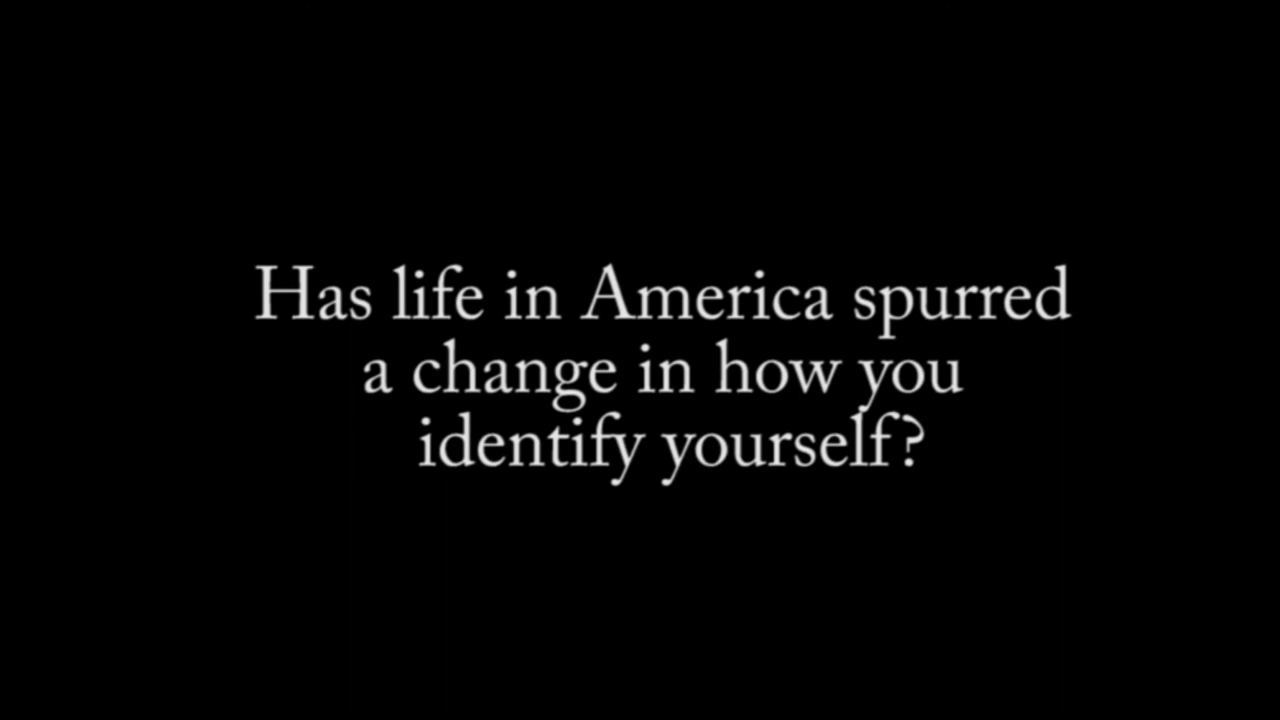 Has life in America spurred
a change in how you
identify yourself?